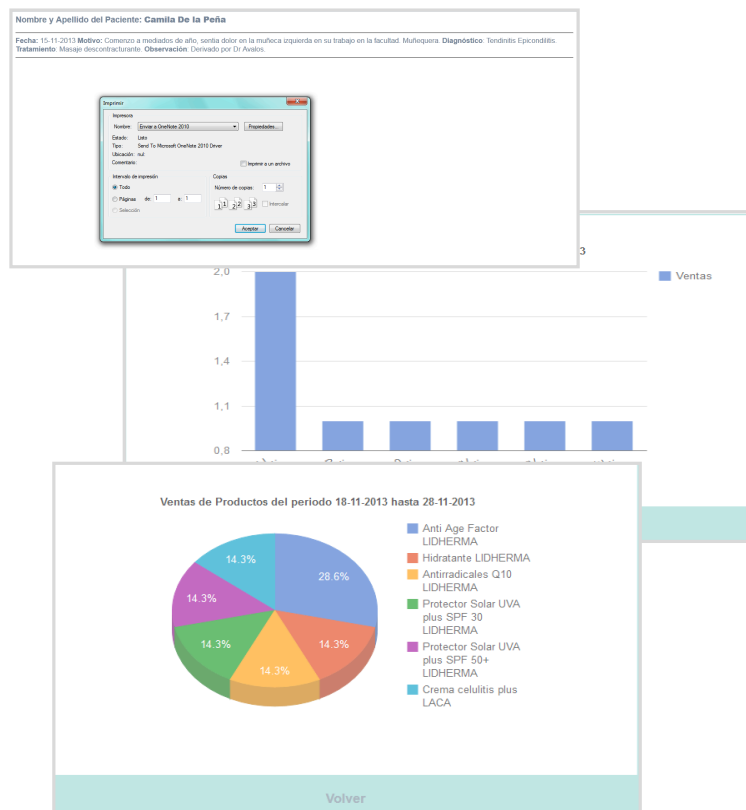 Nombre y Apellido del Paciente: Camila De la Peña
Fecha: 15-11-2013 Motivo: Comenzo a mediados de año, sentia dolor en la muñeca izquierda en su trabajo en la facultad. Muñequera. Diagnóstico: Tendinitis Epicondilitis.
Tratamiento: Masaje descontracturante. Observación: Derivado por Dr Avalos.
Imprimir
Impresora
Nombre: Enviar a OneNote 2010 Propiedades...
Estado: Listo
Tipo: Send To Microsoft OneNote 2010 Driver
Ubicación: nul:
Comentario: Imprimir a un archivo
Intervalo de impresión Copias
Todo Número de copias: 1
Páginas de: 1 a: 1
Selección
1 1 2 2 3 3 Intercalar
Aceptar Cancelar
3
2,0
Ventas
1,7
1,4
1,1
0,8
Ventas de Productos del periodo 18-11-2013 hasta 28-11-2013
Anti Age Factor
LIDHERMA
Hidratante LIDHERMA
Antirradicales Q10
LIDHERMA
Protector Solar UVA
plus SPF 30
LIDHERMA
Protector Solar UVA
plus SPF 50+
LIDHERMA
Crema celulitis plus
LACA
14.3%
28.6%
14.3%
14.3%
14.3%
14.3%
Volver